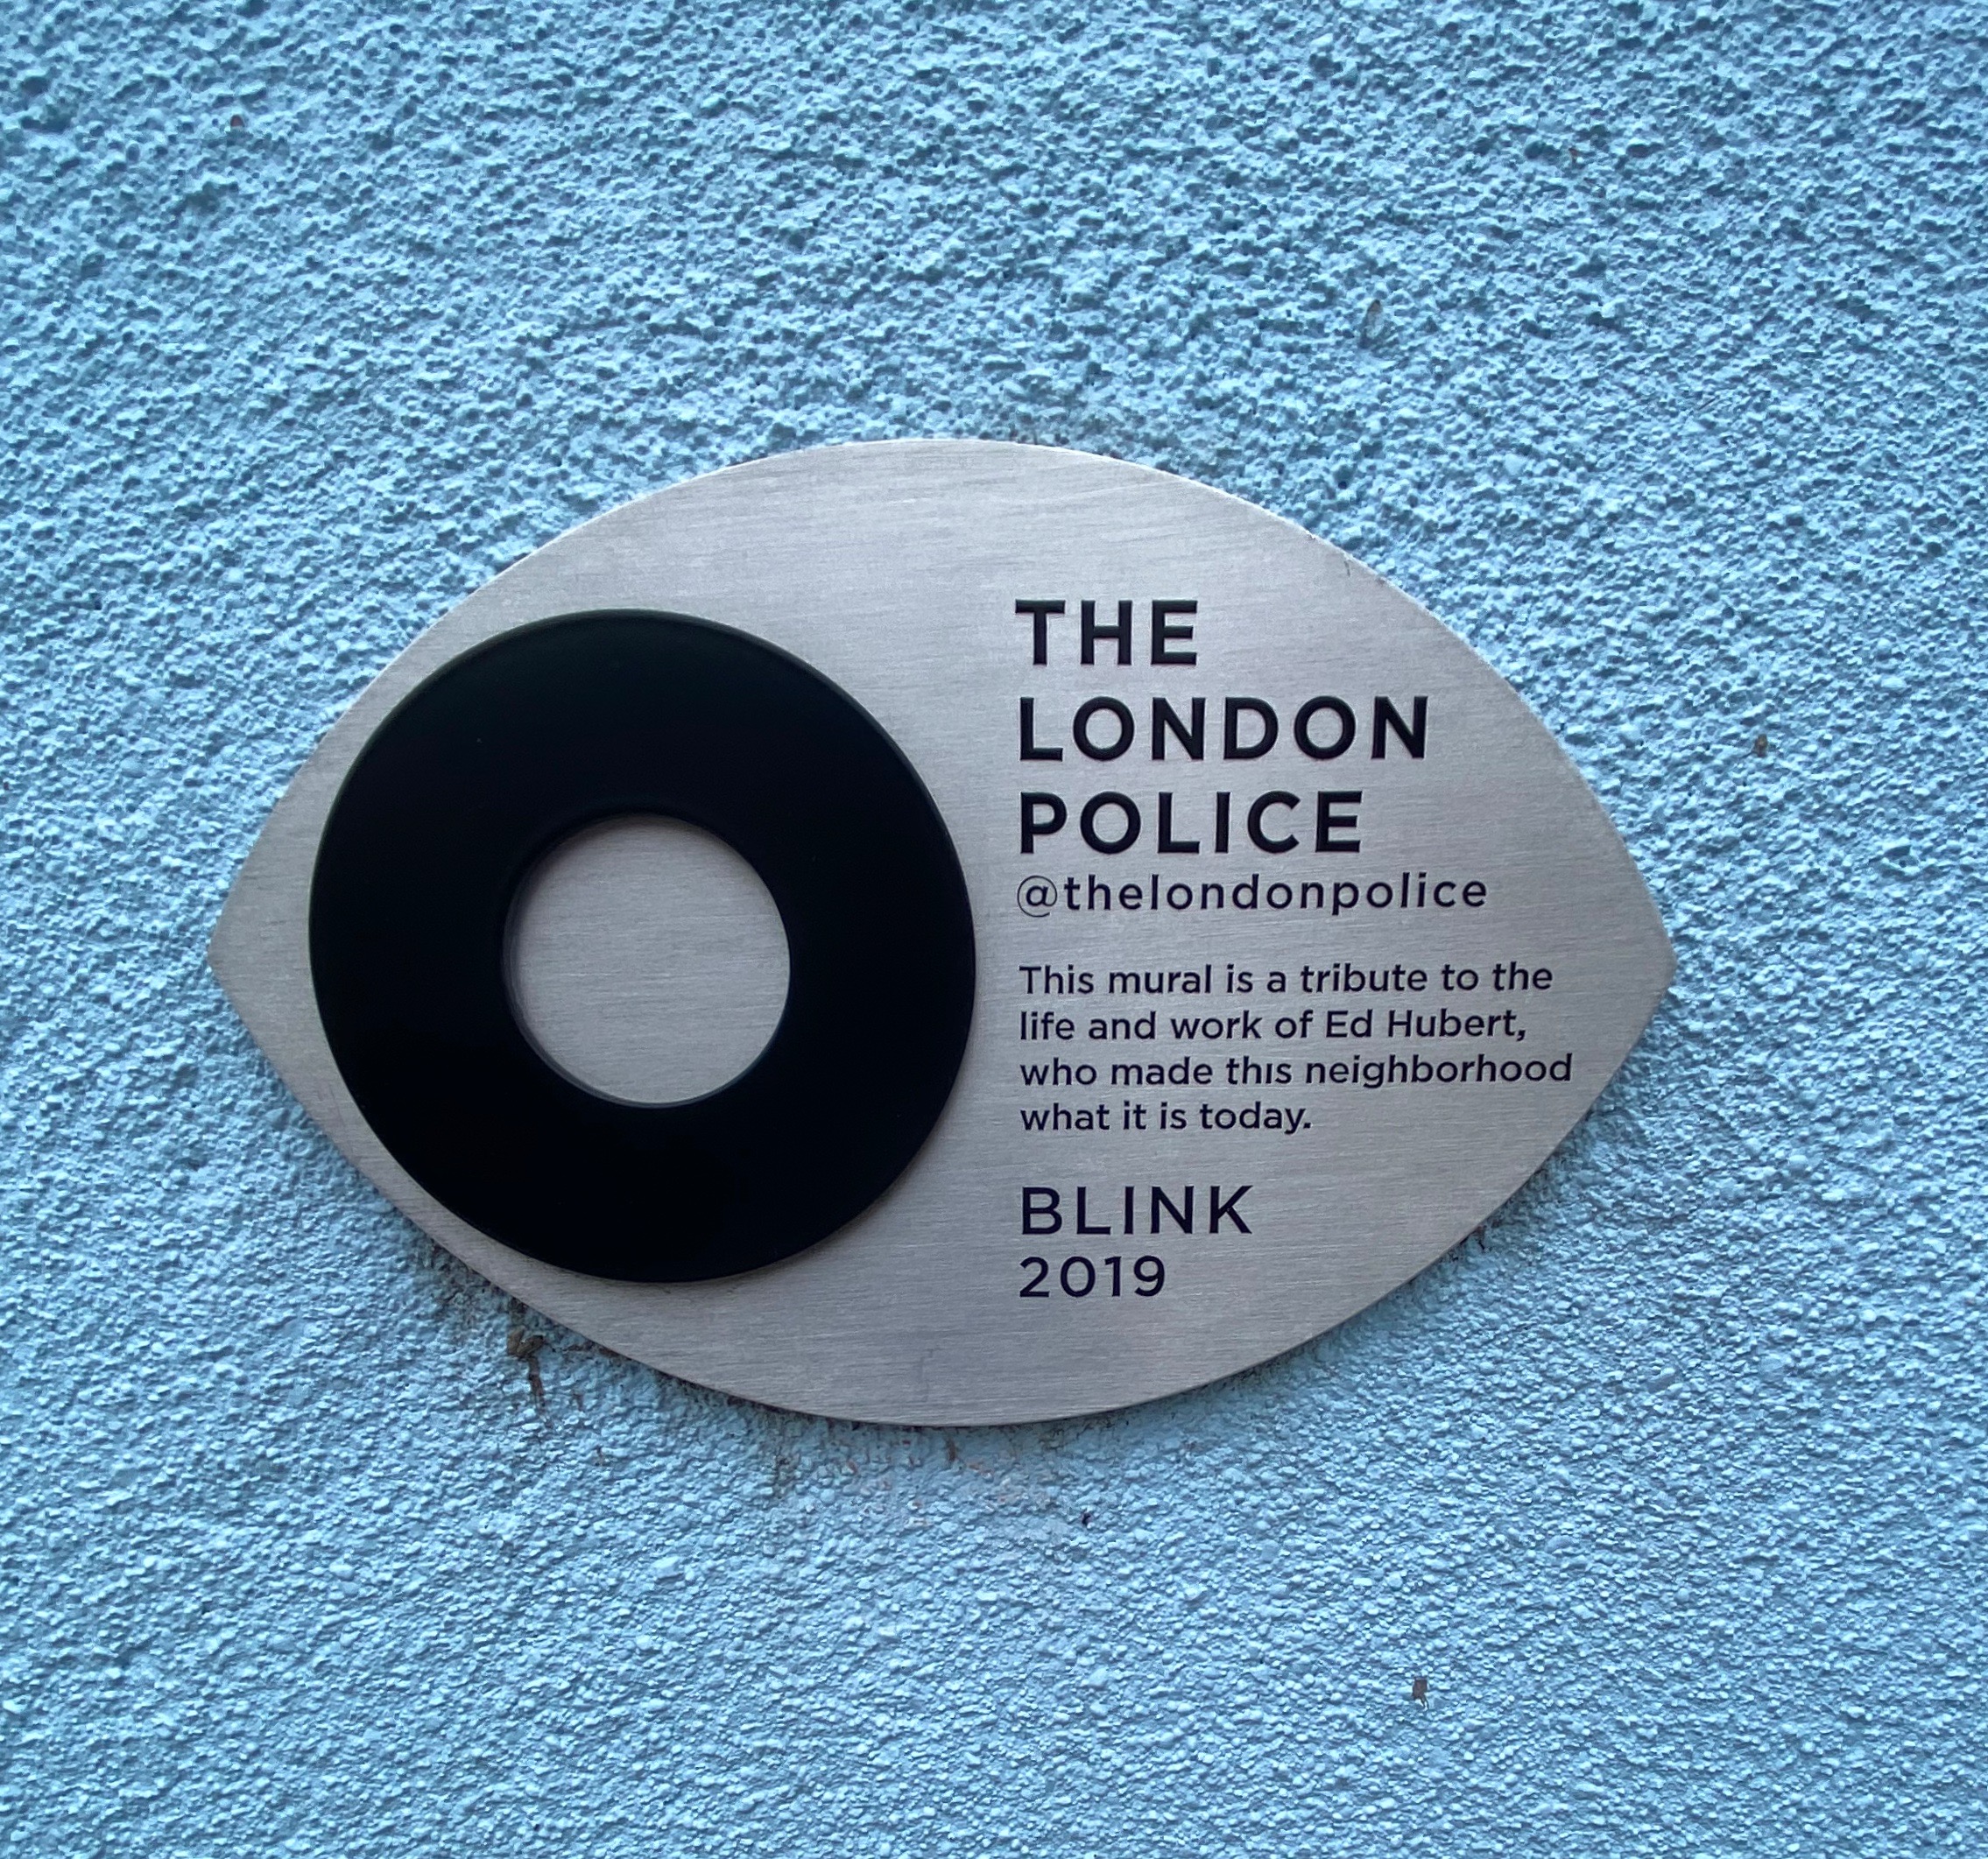 THE
LONDON
POLICE
@thelondonpolice
This mural is a tribute to the
life and work of Ed Hubert,
who made this neighborhood
what it is today.
BLINK
2019